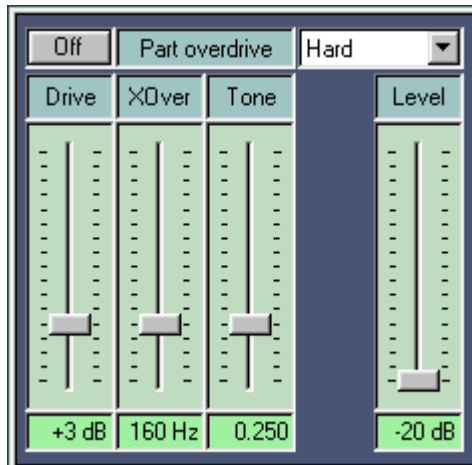 Off Part overdrive Hard
Drive XOver Tone Level
+3 dB 160 Hz 0.250 -20 dB